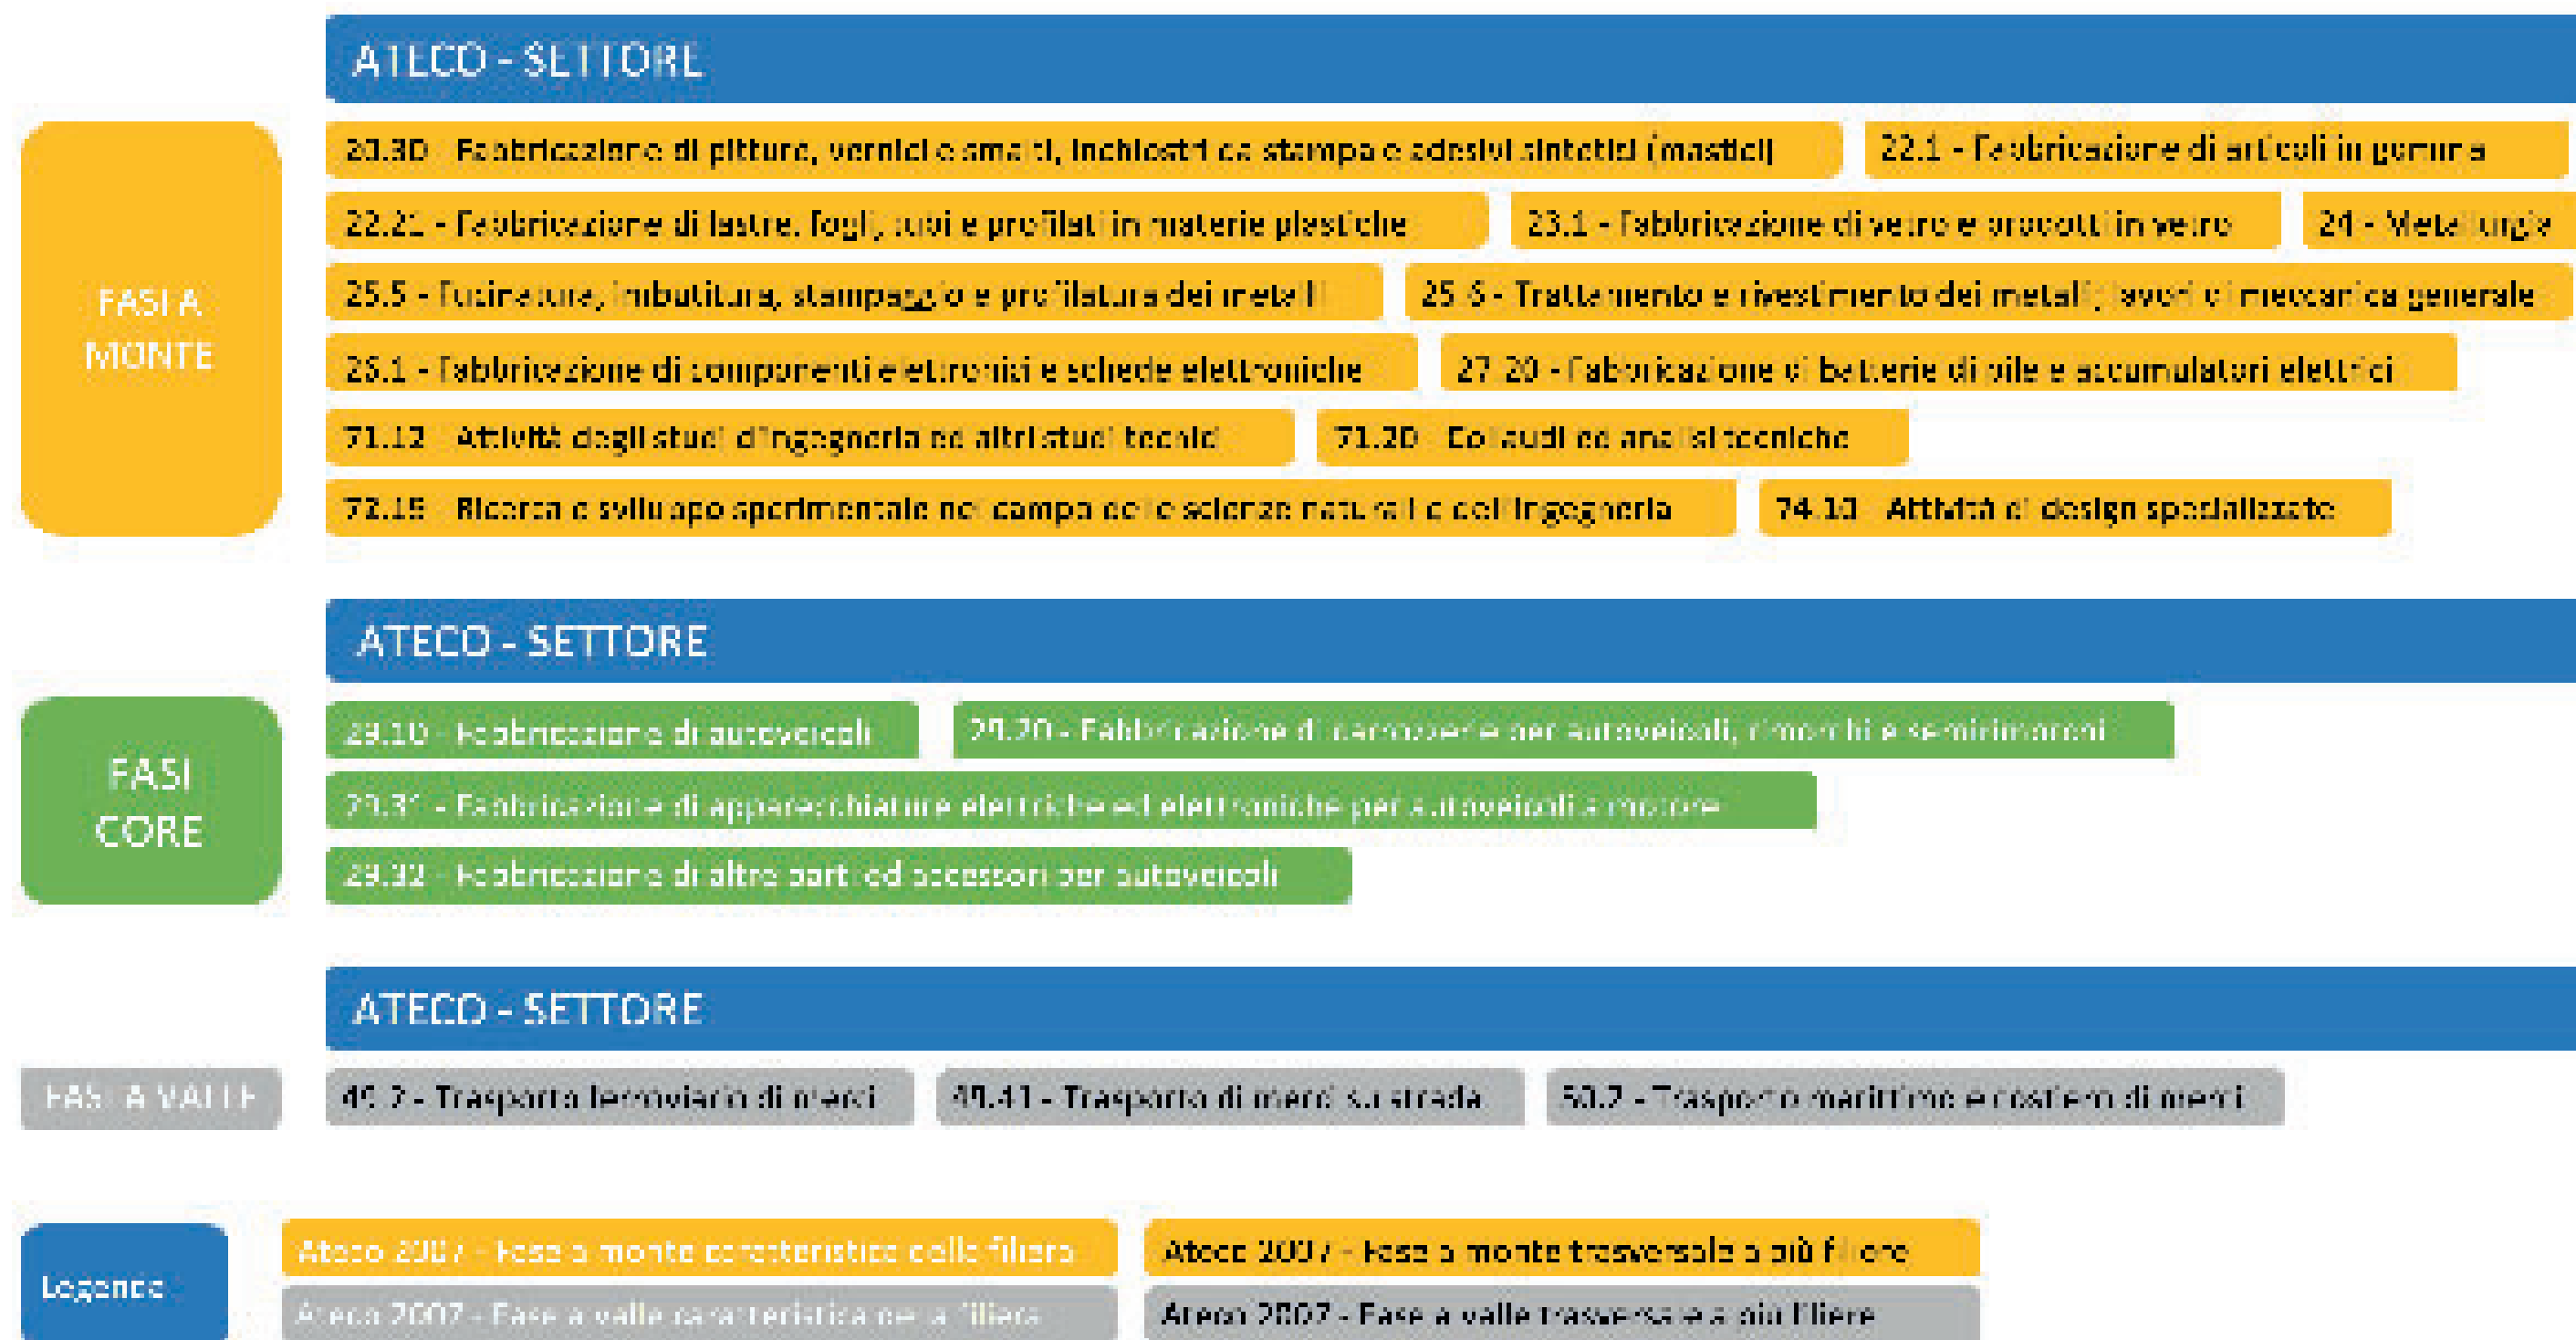 ATECO - SETTORE
20.30 - Fabbricazione di pitture, vernici e smalti, inchiostri da stampa e adesivi sintetici (mastici)
22.1 - Fabbricazione di articoli in gomma
22.21 - Fabbricazione di lastre, fogli, tubi e profilati in materie plastiche
23.1 - Fabbricazione di vetro e prodotti in vetro
24 - Metallurgia
FASI A
MONTE
25.5 - Fucinatura, imbutitura, stampaggio e profilatura dei metalli
25.6 - Trattamento e rivestimento dei metalli; lavori di meccanica generale
26.1 - Fabbricazione di componenti elettronici e schede elettroniche
27.20 - Fabbricazione di batterie di pile e accumulatori elettrici
71.12 - Attività degli studi d'ingegneria ed altri studi tecnici
71.20 - Collaudi ed analisi tecniche
72.19 - Ricerca e sviluppo sperimentale nel campo delle scienze naturali e dell'ingegneria
74.10 - Attività di design specializzate
ATECO - SETTORE
FASI
CORE
29.10 - Fabbricazione di autoveicoli
29.20 - Fabbricazione di carrozzerie per autoveicoli, rimorchi e semirimorchi
29.31 - Fabbricazione di apparecchiature elettriche ed elettroniche per autoveicoli a motore
29.32 - Fabbricazione di altre parti ed accessori per autoveicoli
ATECO - SETTORE
FASI A VALLE
49.2 - Trasporto ferroviario di merci
49.41 - Trasporto di merci su strada
50.2 - Trasporto marittimo e costiero di merci
Legenda
Ateco 2007 - Fase a monte caratteristica della filiera
Ateco 2007 - Fase a monte trasversale a più filiere
Ateco 2007 - Fase a valle caratteristica della filiera
Ateco 2007 - Fase a valle trasversale a più filiere